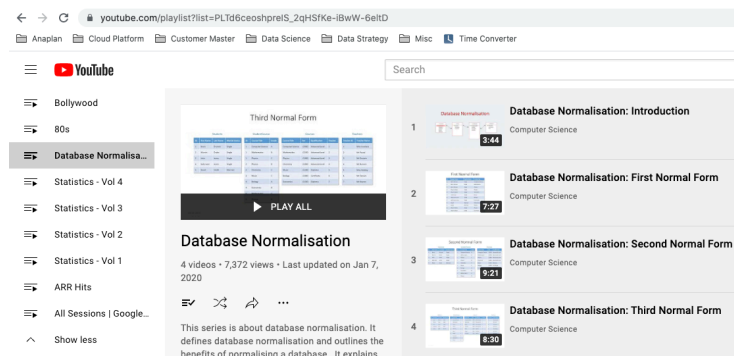 youtube.com/playlist?list=PLTd6ceoshpreIS_2qHSfKe-iBwW-6eltD
Anaplan Cloud Platform Customer Master Data Science Data Strategy Misc Time Converter
YouTube
Search
Bollywood
80s
Database Normalisa...
Statistics - Vol 4
Statistics - Vol 3
Statistics - Vol 2
Statistics - Vol 1
ARR Hits
All Sessions | Google...
Show less
Third Normal Form
PLAY ALL
Database Normalisation
4 videos • 7,372 views • Last updated on Jan 7,
2020
This series is about database normalisation. It
defines database normalisation and outlines the
benefits of normalising a database. It explains
1
Database Normalisation
3:44
Database Normalisation: Introduction
Computer Science
2
First Normal Form
7:27
Database Normalisation: First Normal Form
Computer Science
3
Second Normal Form
9:21
Database Normalisation: Second Normal Form
Computer Science
4
Third Normal Form
8:30
Database Normalisation: Third Normal Form
Computer Science